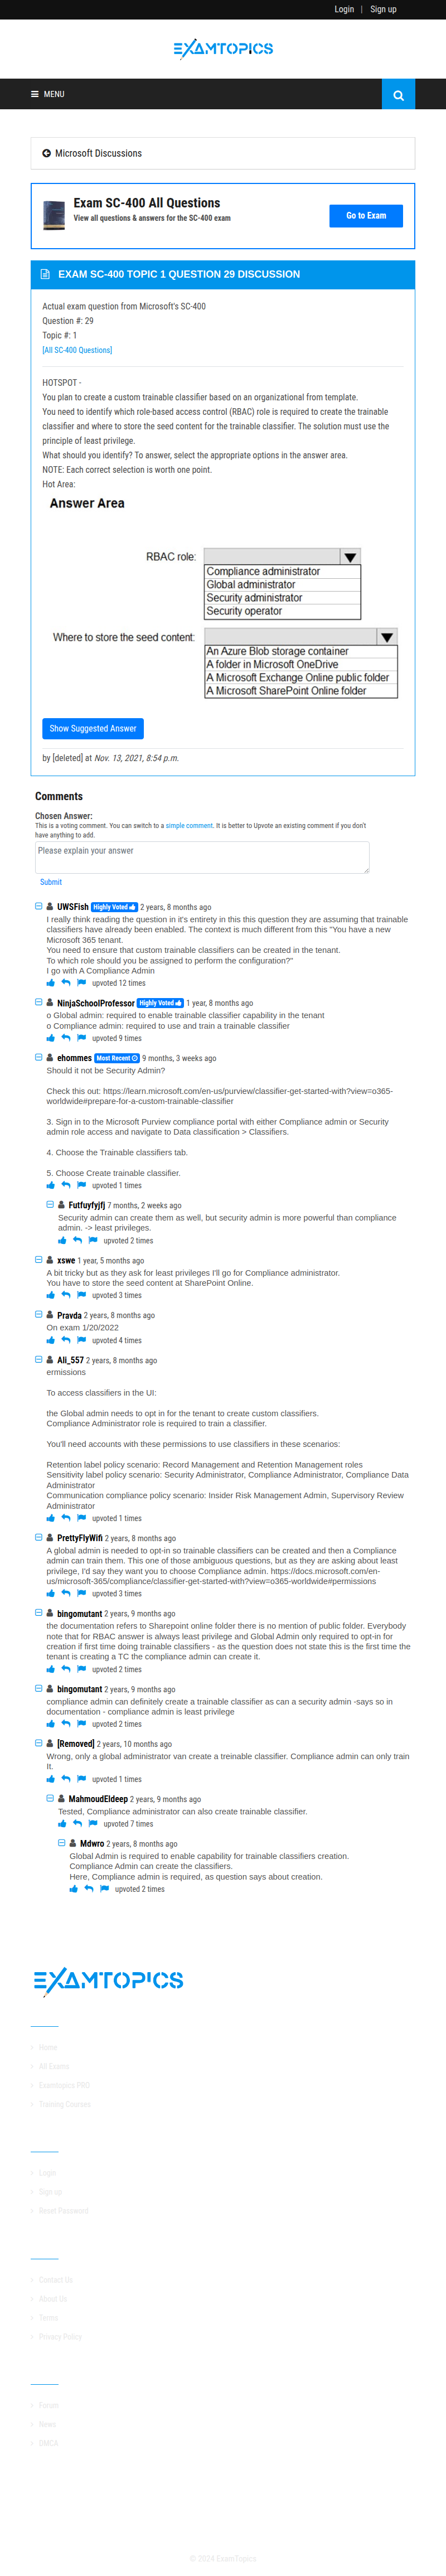 Login | Sign up
EXAMTOPICS
MENU
Microsoft Discussions
Exam SC-400 All Questions
View all questions & answers for the SC-400 exam
Go to Exam
EXAM SC-400 TOPIC 1 QUESTION 29 DISCUSSION
Actual exam question from Microsoft's SC-400
Question #: 29
Topic #: 1
[All SC-400 Questions]
HOTSPOT -
You plan to create a custom trainable classifier based on an organizational from template.
You need to identify which role-based access control (RBAC) role is required to create the trainable
classifier and where to store the seed content for the trainable classifier. The solution must use the
principle of least privilege.
What should you identify? To answer, select the appropriate options in the answer area.
NOTE: Each correct selection is worth one point.
Hot Area:
Answer Area
RBAC role:
Compliance administrator
Global administrator
Security administrator
Security operator
Where to store the seed content:
An Azure Blob storage container
A folder in Microsoft OneDrive
A Microsoft Exchange Online public folder
A Microsoft SharePoint Online folder
Show Suggested Answer
by [deleted] at Nov. 13, 2021, 8:54 p.m.
Comments
Chosen Answer:
This is a voting comment. You can switch to a simple comment. It is better to Upvote an existing comment if you don't
have anything to add.
Please explain your answer
Submit
UWSFish Highly Voted 2 years, 8 months ago
I really think reading the question in it's entirety in this this question they are assuming that trainable
classifiers have already been enabled. The context is much different from this "You have a new
Microsoft 365 tenant.
You need to ensure that custom trainable classifiers can be created in the tenant.
To which role should you be assigned to perform the configuration?"
I go with A Compliance Admin
upvoted 12 times
NinjaSchoolProfessor Highly Voted 1 year, 8 months ago
o Global admin: required to enable trainable classifier capability in the tenant
o Compliance admin: required to use and train a trainable classifier
upvoted 9 times
ehommes Most Recent 9 months, 3 weeks ago
Should it not be Security Admin?
Check this out: https://learn.microsoft.com/en-us/purview/classifier-get-started-with?view=o365-
worldwide#prepare-for-a-custom-trainable-classifier
3. Sign in to the Microsoft Purview compliance portal with either Compliance admin or Security
admin role access and navigate to Data classification > Classifiers.
4. Choose the Trainable classifiers tab.
5. Choose Create trainable classifier.
upvoted 1 times
Futfuyfyjfj 7 months, 2 weeks ago
Security admin can create them as well, but security admin is more powerful than compliance
admin. -> least privileges.
upvoted 2 times
xswe 1 year, 5 months ago
A bit tricky but as they ask for least privileges I'll go for Compliance administrator.
You have to store the seed content at SharePoint Online.
upvoted 3 times
Pravda 2 years, 8 months ago
On exam 1/20/2022
upvoted 4 times
Ali_557 2 years, 8 months ago
ermissions
To access classifiers in the UI:
the Global admin needs to opt in for the tenant to create custom classifiers.
Compliance Administrator role is required to train a classifier.
You'll need accounts with these permissions to use classifiers in these scenarios:
Retention label policy scenario: Record Management and Retention Management roles
Sensitivity label policy scenario: Security Administrator, Compliance Administrator, Compliance Data
Administrator
Communication compliance policy scenario: Insider Risk Management Admin, Supervisory Review
Administrator
upvoted 1 times
PrettyFlyWifi 2 years, 8 months ago
A global admin is needed to opt-in so trainable classifiers can be created and then a Compliance
admin can train them. This one of those ambiguous questions, but as they are asking about least
privilege, I'd say they want you to choose Compliance admin. https://docs.microsoft.com/en-
us/microsoft-365/compliance/classifier-get-started-with?view=o365-worldwide#permissions
upvoted 3 times
bingomutant 2 years, 9 months ago
the documentation refers to Sharepoint online folder there is no mention of public folder. Everybody
note that for RBAC answer is always least privilege and Global Admin only required to opt-in for
creation if first time doing trainable classifiers - as the question does not state this is the first time the
tenant is creating a TC the compliance admin can create it.
upvoted 2 times
bingomutant 2 years, 9 months ago
compliance admin can definitely create a trainable classifier as can a security admin -says so in
documentation - compliance admin is least privilege
upvoted 2 times
[Removed] 2 years, 10 months ago
Wrong, only a global administrator van create a treinable classifier. Compliance admin can only train
It.
upvoted 1 times
MahmoudEldeep 2 years, 9 months ago
Tested, Compliance administrator can also create trainable classifier.
upvoted 7 times
Mdwro 2 years, 8 months ago
Global Admin is required to enable capability for trainable classifiers creation.
Compliance Admin can create the classifiers.
Here, Compliance admin is required, as question says about creation.
upvoted 2 times
EXAMTOPICS
Home
All Exams
Examtopics PRO
Training Courses
Login
Sign up
Reset Password
Contact Us
About Us
Terms
Privacy Policy
Forum
News
DMCA
© 2024 ExamTopics